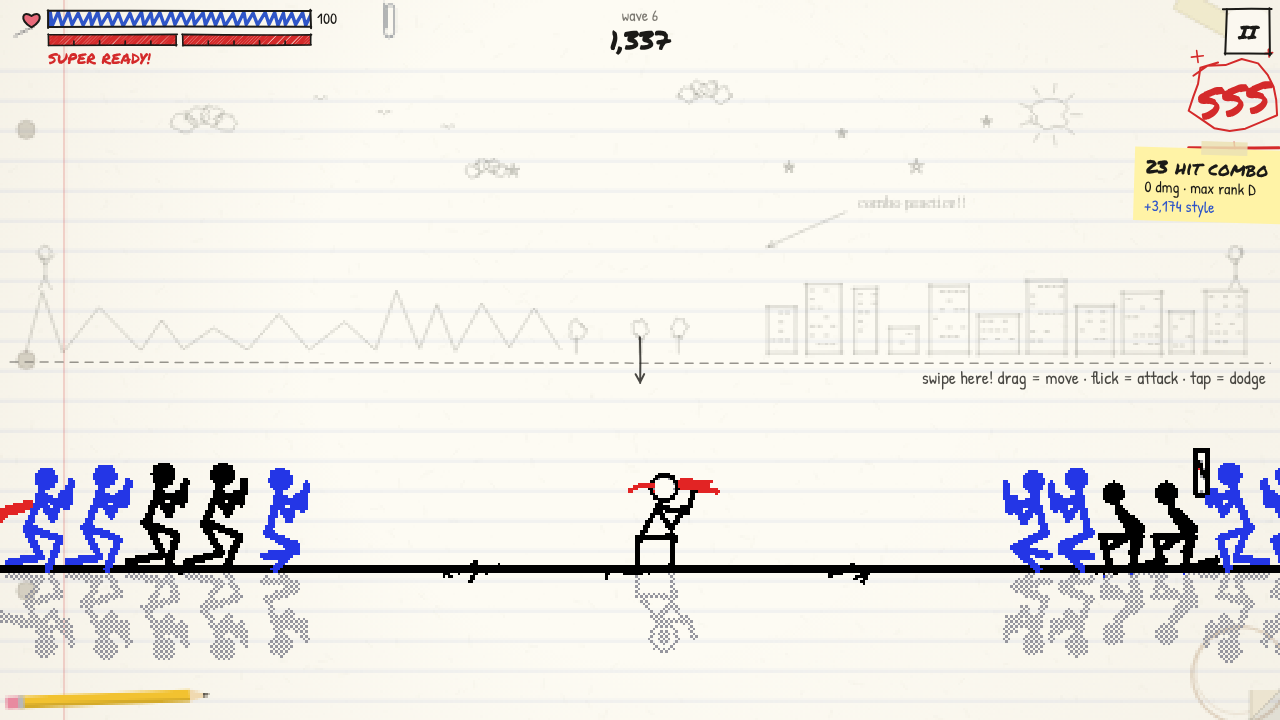 100
SUPER READY!
wave 6
1,337
II
SSS
23 HIT COMBO
0 dmg · max rank D
+3,174 style
combo practice!!
swipe here! drag = move · flick = attack · tap = dodge